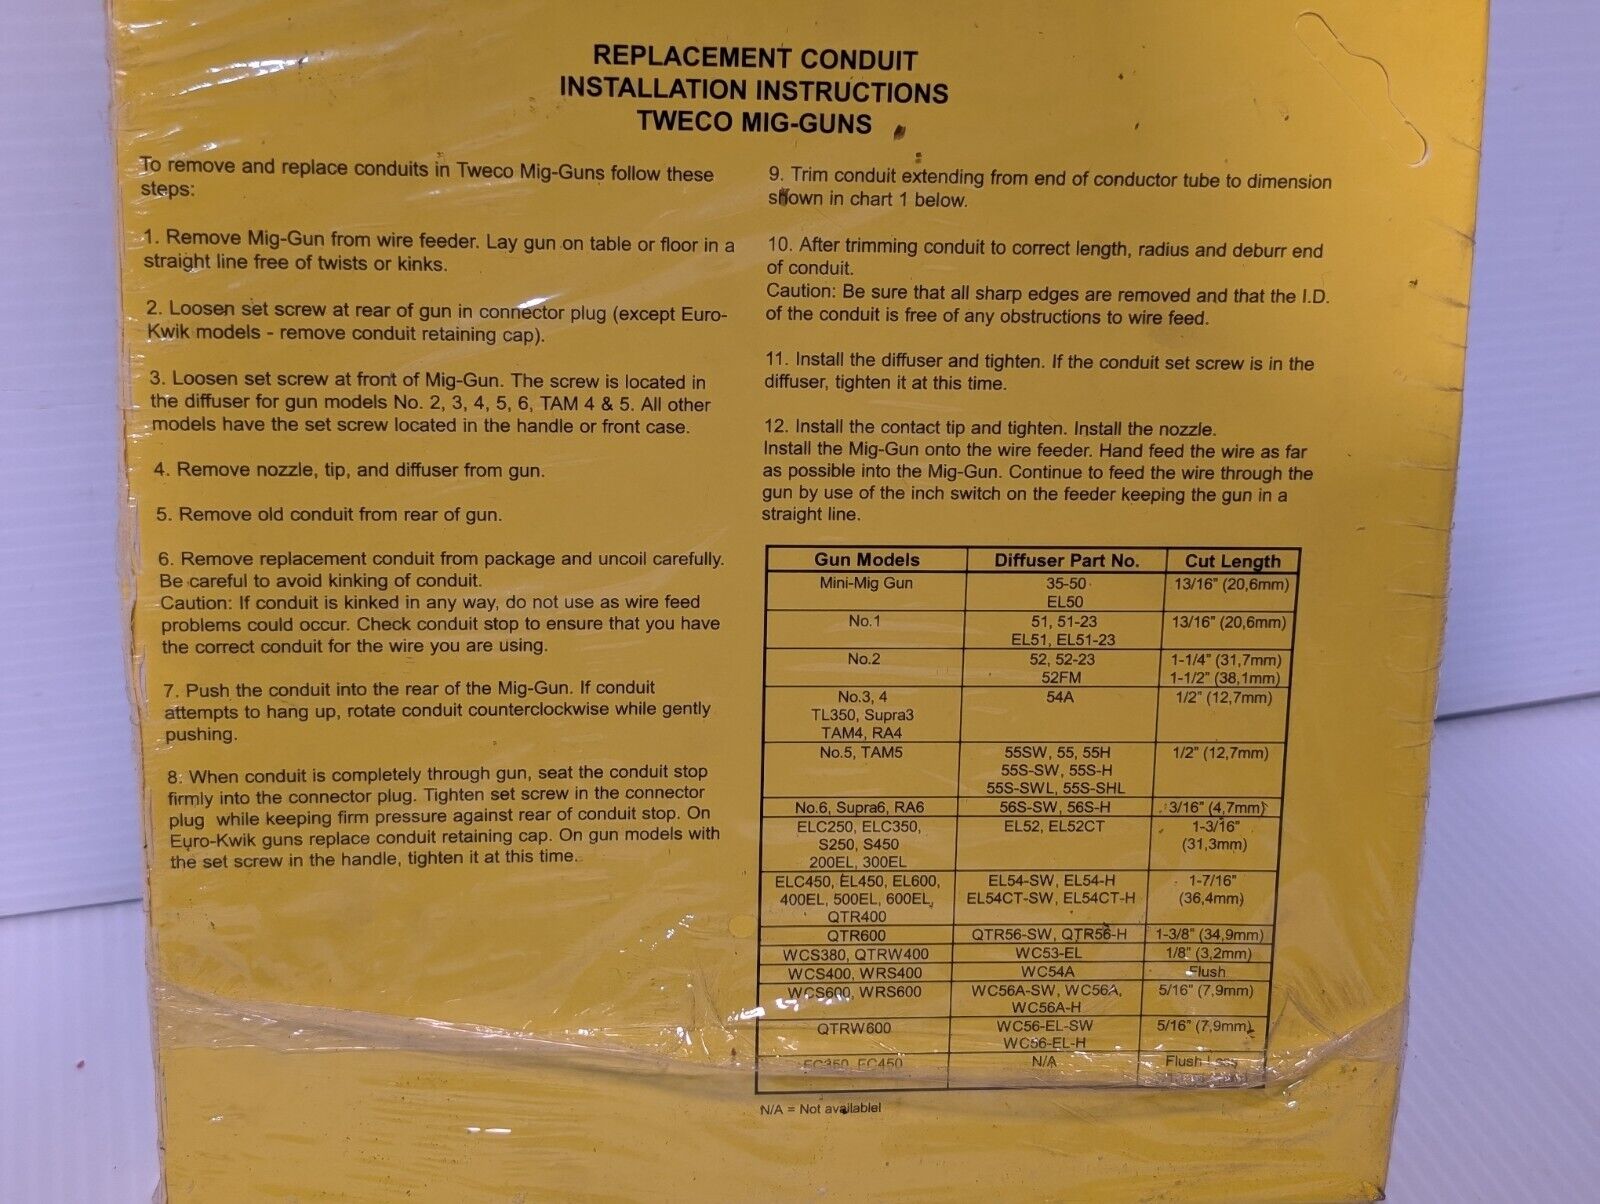 REPLACEMENT CONDUIT
INSTALLATION INSTRUCTIONS
TWECO MIG-GUNS
To remove and replace conduits in Tweco Mig-Guns follow these
steps:
1. Remove Mig-Gun from wire feeder. Lay gun on table or floor in a
straight line free of twists or kinks.
2. Loosen set screw at rear of gun in connector plug (except Euro-
Kwik models - remove conduit retaining cap).
3. Loosen set screw at front of Mig-Gun. The screw is located in
the diffuser for gun models No. 2, 3, 4, 5, 6, TAM 4 & 5. All other
models have the set screw located in the handle or front case.
4. Remove nozzle, tip, and diffuser from gun.
5. Remove old conduit from rear of gun.
6. Remove replacement conduit from package and uncoil carefully.
Be careful to avoid kinking of conduit.
Caution: If conduit is kinked in any way, do not use as wire feed
problems could occur. Check conduit stop to ensure that you have
the correct conduit for the wire you are using.
7. Push the conduit into the rear of the Mig-Gun. If conduit
attempts to hang up, rotate conduit counterclockwise while gently
pushing.
8. When conduit is completely through gun, seat the conduit stop
firmly into the connector plug. Tighten set screw in the connector
plug while keeping firm pressure against rear of conduit stop. On
Euro-Kwik guns replace conduit retaining cap. On gun models with
the set screw in the handle, tighten it at this time.
9. Trim conduit extending from end of conductor tube to dimension
shown in chart 1 below.
10. After trimming conduit to correct length, radius and deburr end
of conduit.
Caution: Be sure that all sharp edges are removed and that the I.D.
of the conduit is free of any obstructions to wire feed.
11. Install the diffuser and tighten. If the conduit set screw is in the
diffuser, tighten it at this time.
12. Install the contact tip and tighten. Install the nozzle.
Install the Mig-Gun onto the wire feeder. Hand feed the wire as far
as possible into the Mig-Gun. Continue to feed the wire through the
gun by use of the inch switch on the feeder keeping the gun in a
straight line.
Gun Models Diffuser Part No. Cut Length
Mini-Mig Gun 35-50 13/16" (20,6mm)
EL50
No.1 51, 51-23 13/16" (20,6mm)
EL51, EL51-23
No.2 52, 52-23 1-1/4" (31,7mm)
52FM 1-1/2" (38,1mm)
No.3, 4 54A 1/2" (12,7mm)
TL350, Supra3
TAM4, RA4
No.5, TAM5 55SW, 55, 55H 1/2" (12,7mm)
55S-SW, 55S-H
55S-SWL, 55S-SHL
No.6, Supra6, RA6 56S-SW, 56S-H 3/16" (4,7mm)
ELC250, ELC350, EL52, EL52CT 1-3/16"
S250, S450 (31,3mm)
200EL, 300EL
ELC450, EL450, EL600, EL54-SW, EL54-H 1-7/16"
400EL, 500EL, 600EL, EL54CT-SW, EL54CT-H (36,4mm)
QTR400
QTR600 QTR56-SW, QTR56-H 1-3/8" (34,9mm)
WCS380, QTRW400 WC53-EL 1/8" (3,2mm)
WCS400, WRS400 WC54A Flush
WCS600, WRS600 WC56A-SW, WC56A, 5/16" (7,9mm)
WC56A-H
QTRW600 WC56-EL-SW 5/16" (7,9mm)
WC56-EL-H
EC450 N/A Flush
N/A = Not available!